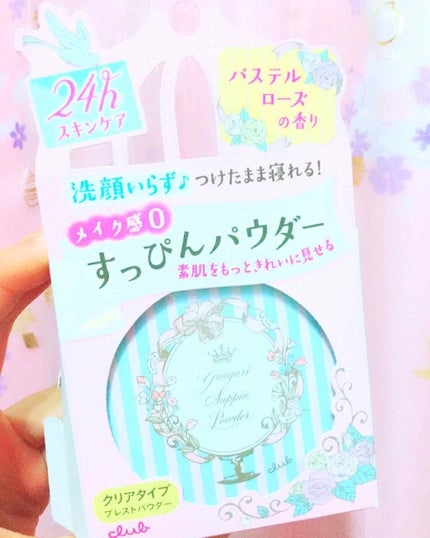 24h
スキンケア
パステル
ローズ
の香り
洗顔いらず♪つけたまま寝れる!
メイク感0
すっぴんパウダー
素肌をもっときれいに見せる
Yuagari
Suppin
Powder
club
クリアタイプ
プレストパウダー
club